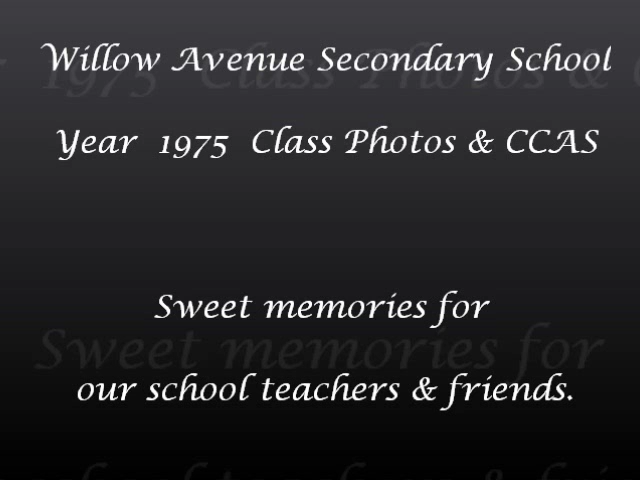 Willow Avenue Secondary School
Year 1975 Class Photos & CCAS
Sweet memories for
our school teachers & friends.